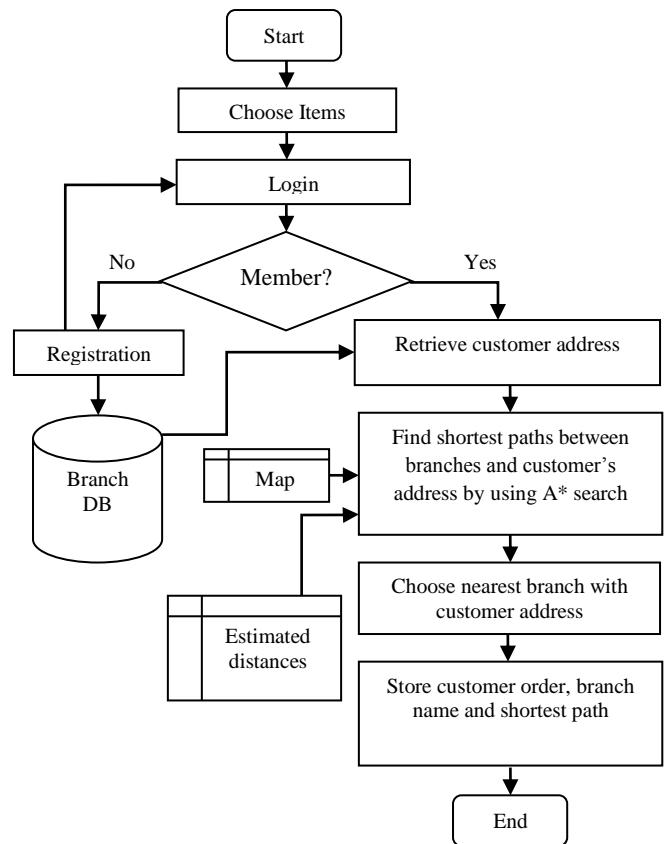 Start
Choose Items
Login
Member?
No
Yes
Registration
Retrieve customer address
Branch
DB
Map
Find shortest paths between
branches and customer's
address by using A* search
Estimated
distances
Choose nearest branch with
customer address
Store customer order, branch
name and shortest path
End